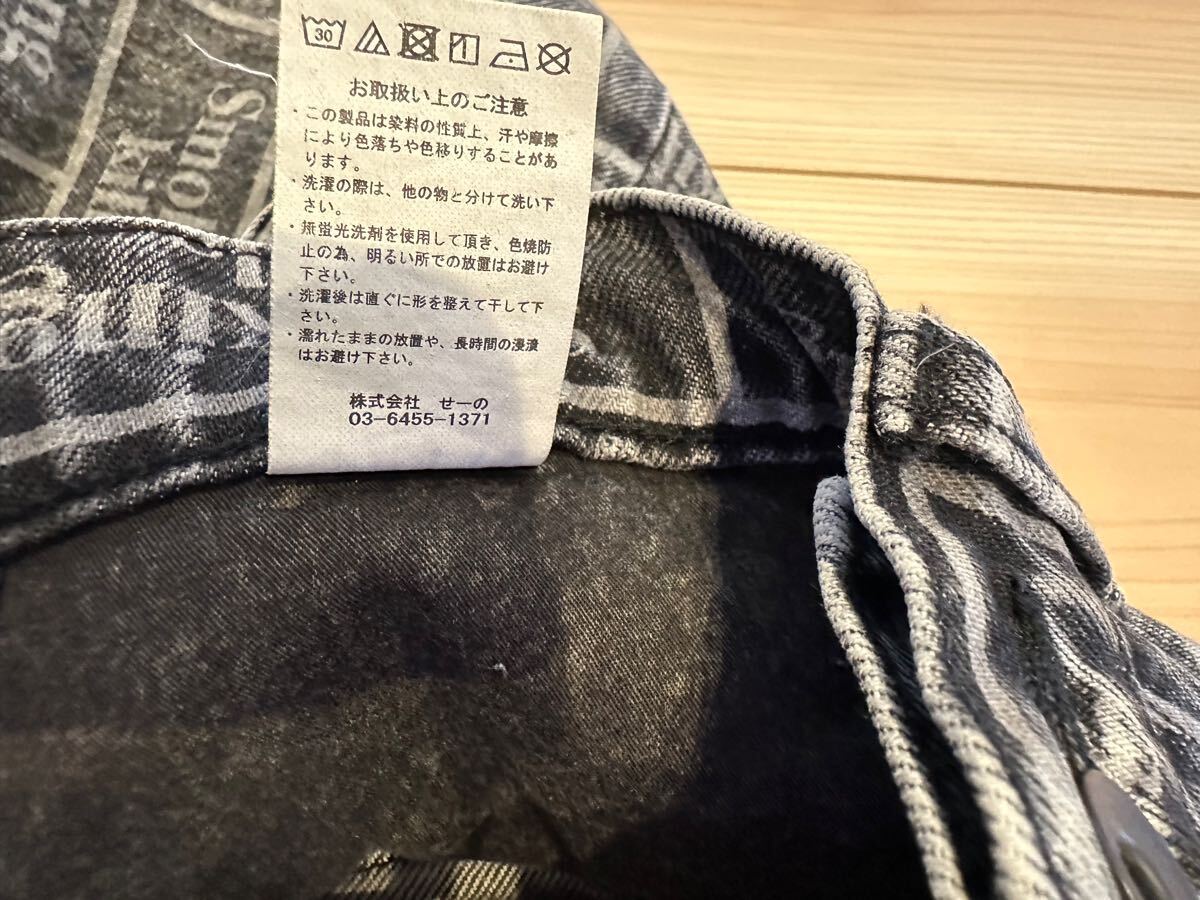 30
お取扱い上のご注意
・この製品は染料の性質上、汗や摩擦
により色落ちや色移りすることがあ
ります。
・洗濯の際は、他の物と分けて洗い下
さい。
・無蛍光洗剤を使用して頂き、色焼防
止の為、明るい所での放置はお避け
下さい。
・洗濯後は直ぐに形を整えて干して下
さい。
・濡れたままの放置や、長時間の浸漬
はお避け下さい。
株式会社 せーの
03-6455-1371